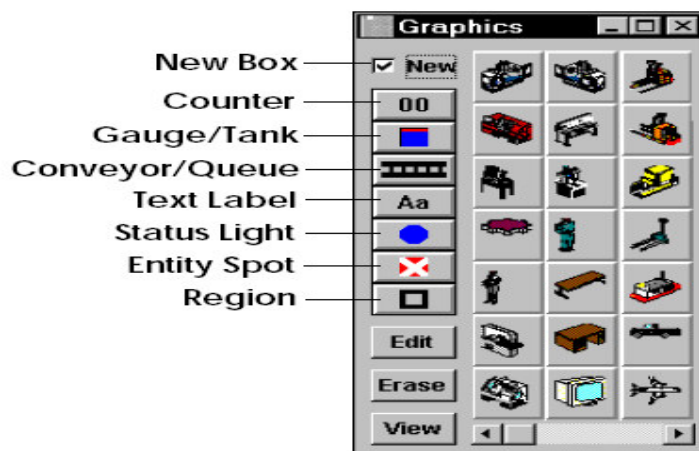 Graphics
New Box
New
Counter
00
Gauge/Tank
Conveyor/Queue
Text Label
Aa
Status Light
Entity Spot
Region
Edit
Erase
View